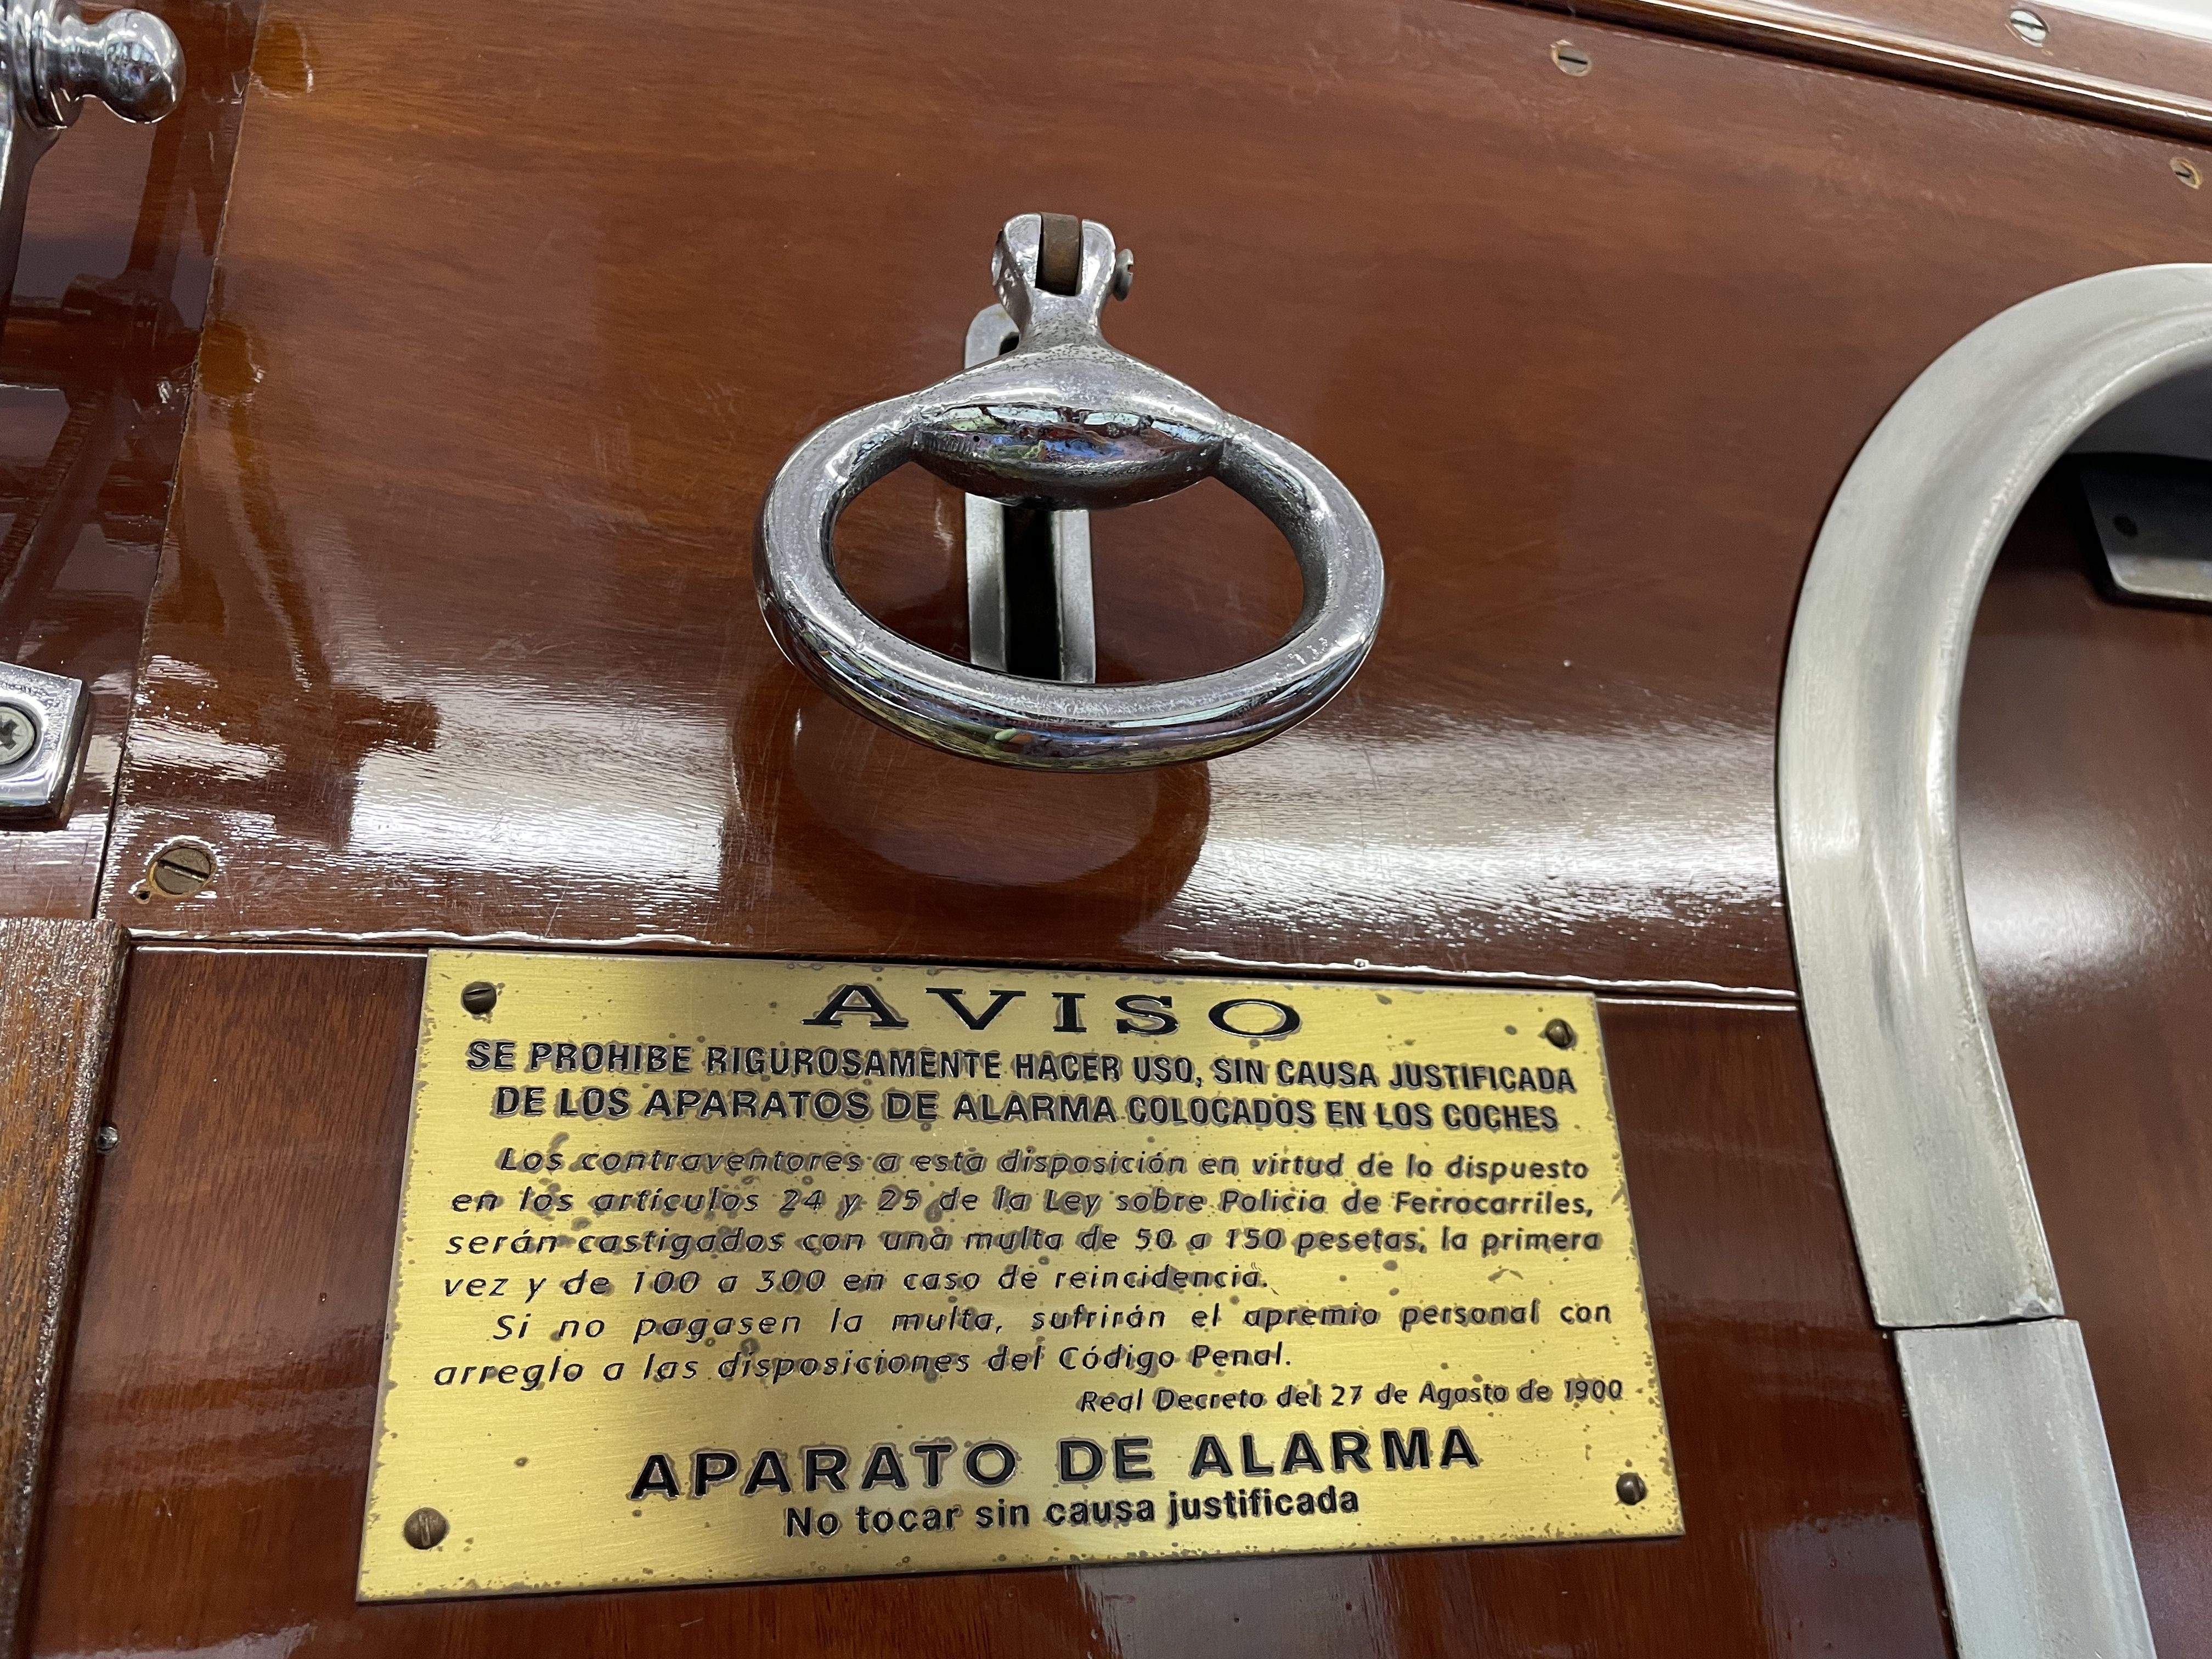 AVISO
SE PROHIBE RIGUROSAMENTE HACER USO, SIN CAUSA JUSTIFICADA
DE LOS APARATOS DE ALARMA COLOCADOS EN LOS COCHES
Los contraventores a esta disposición en virtud de lo dispuesto
en los artículos 24 y 25 de la Ley sobre Policia de Ferrocarriles,
serán castigados con una multa de 50 a 150 pesetas, la primera
vez y de 100 a 300 en caso de reincidencia.
Si no pagasen la multa, sufrirán el apremio personal con
arreglo a las disposiciones del Código Penal.
Real Decreto del 27 de Agosto de 1900
APARATO DE ALARMA
No tocar sin causa justificada